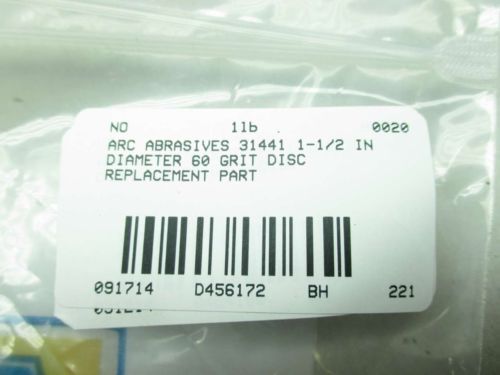 NO 1lb 0020
ARC ABRASIVES 31441 1-1/2 IN
DIAMETER 60 GRIT DISC
REPLACEMENT PART
091714 D456172 BH 221